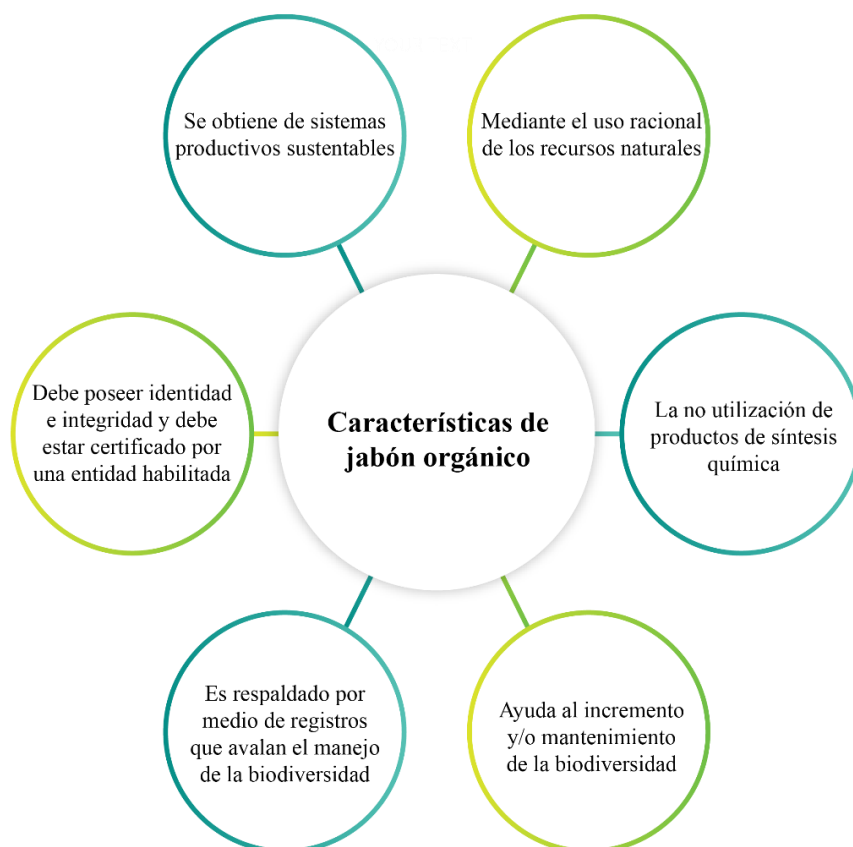 Se obtiene de sistemas
productivos sustentables
Mediante el uso racional
de los recursos naturales
Debe poseer identidad
e integridad y debe
estar certificado por
una entidad habilitada
Características de
jabón orgánico
La no utilización de
productos de síntesis
química
Es respaldado por
medio de registros
que avalan el manejo
de la biodiversidad
Ayuda al incremento
y/o mantenimiento
de la biodiversidad